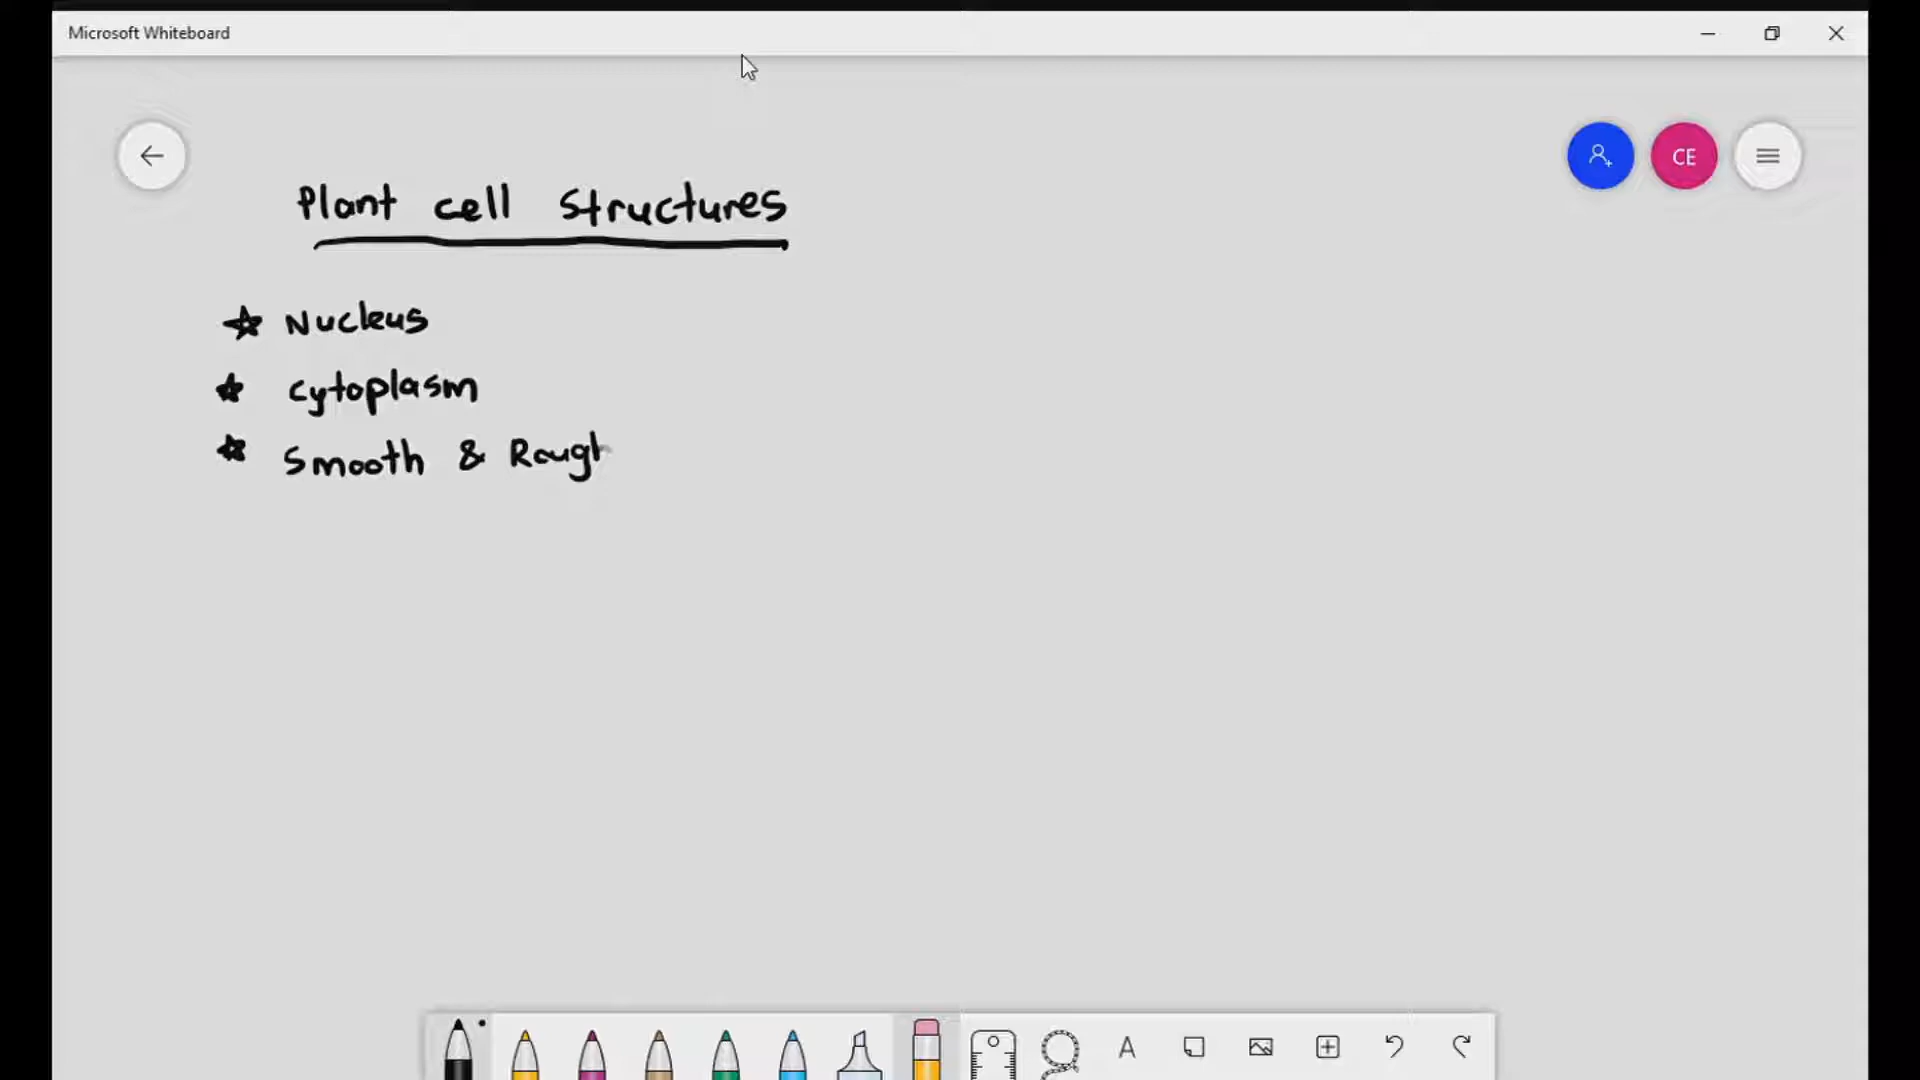 Microsoft Whiteboard
CE
Plant cell structures
Nucleus
cytoplasm
Smooth & Rough
A